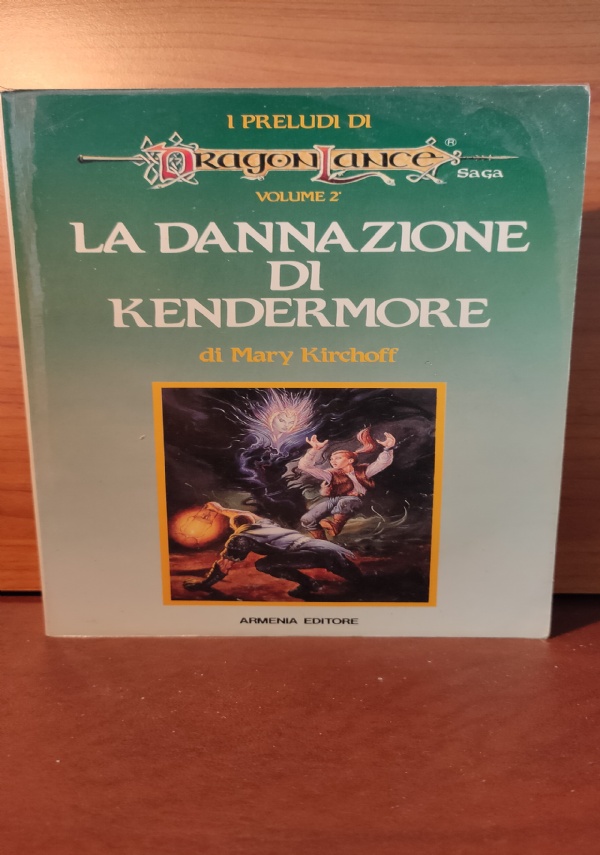 I PRELUDI DI
DRAGONLANCE®
SAGA
VOLUME 2°
LA DANNAZIONE
DI
KENDERMORE
di Mary Kirchoff
ARMENIA EDITORE